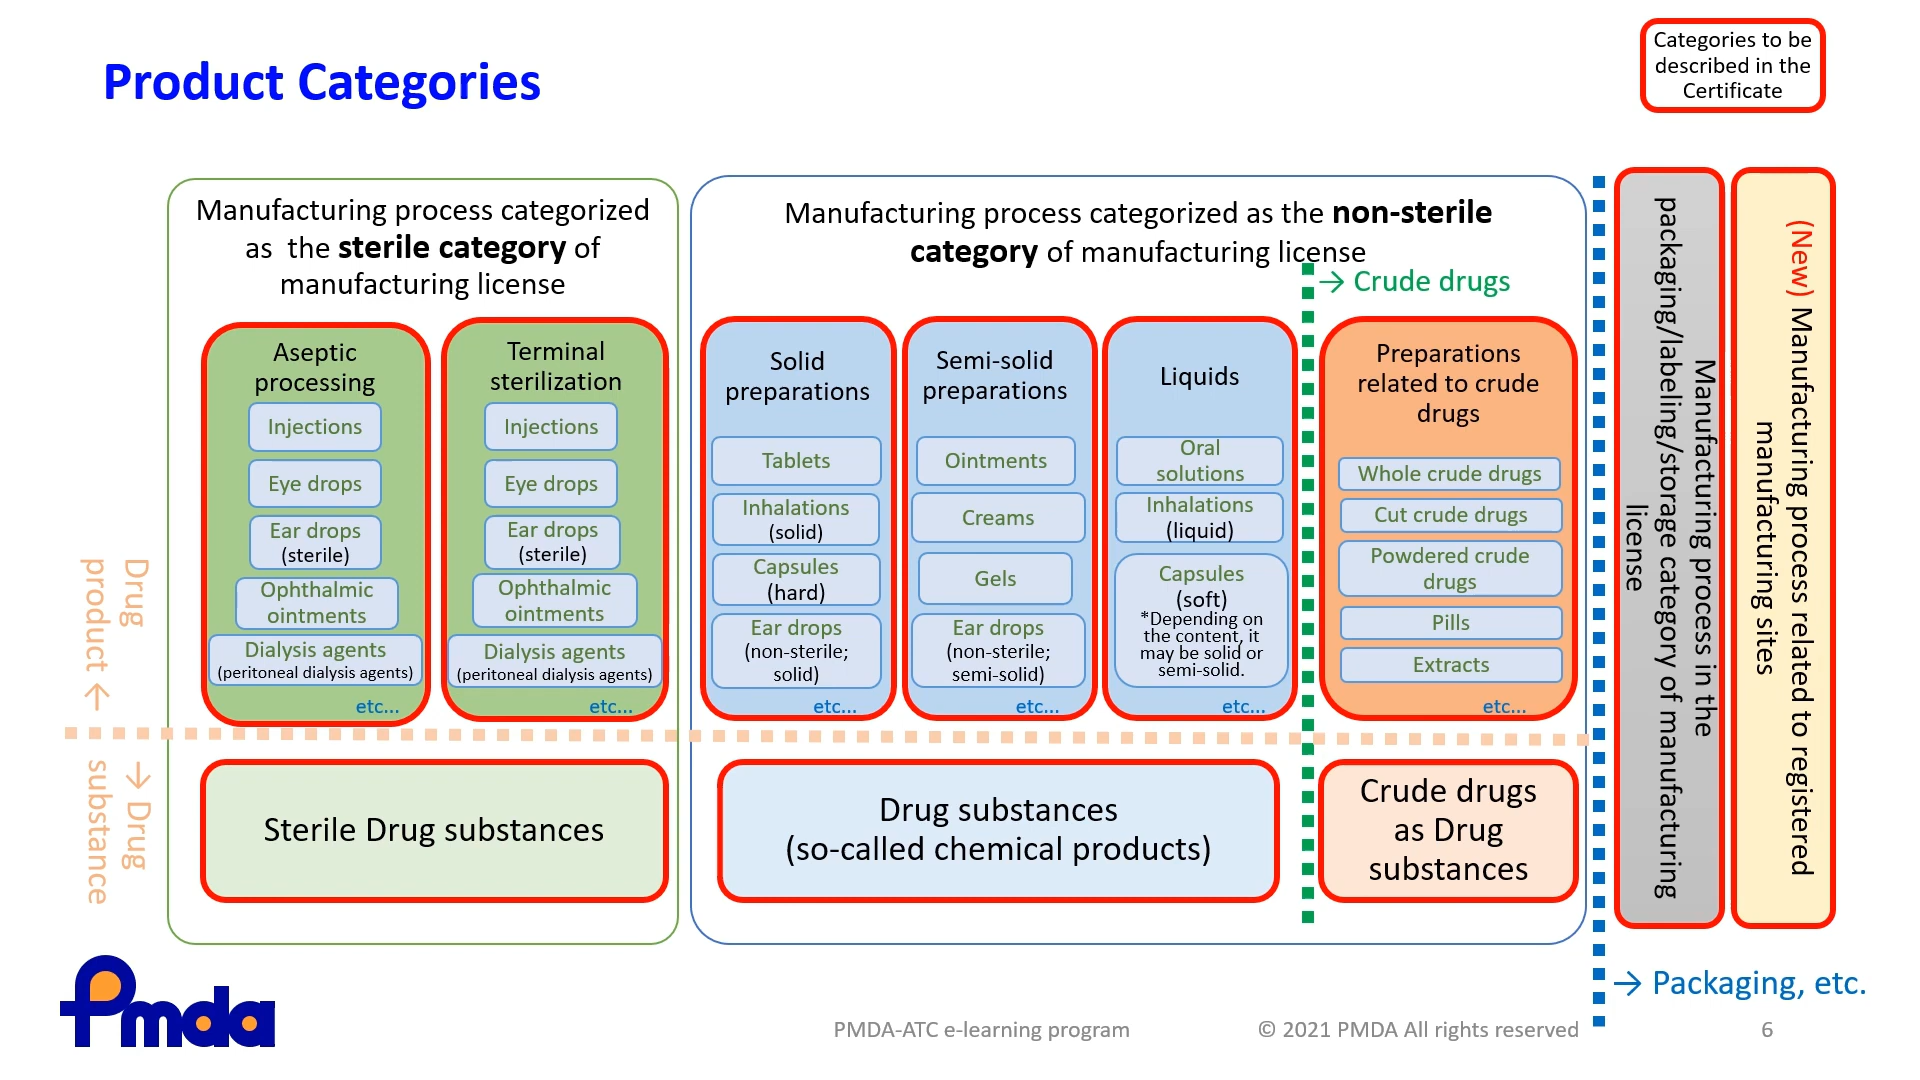 Product Categories
Categories to be
described in the
Certificate
Manufacturing process categorized
as the sterile category of
manufacturing license
Aseptic
processing
Injections
Eye drops
Ear drops
(sterile)
Ophthalmic
ointments
Dialysis agents
(peritoneal dialysis agents)
etc...
Terminal
sterilization
Injections
Eye drops
Ear drops
(sterile)
Ophthalmic
ointments
Dialysis agents
(peritoneal dialysis agents)
etc...
Manufacturing process categorized as the non-sterile
category of manufacturing license
→ Crude drugs
Solid
preparations
Tablets
Inhalations
(solid)
Capsules
(hard)
Ear drops
(non-sterile;
solid)
etc...
Semi-solid
preparations
Ointments
Creams
Gels
Ear drops
(non-sterile;
semi-solid)
etc...
Liquids
Oral
solutions
Inhalations
(liquid)
Capsules
(soft)
*Depending on
the content, it
may be solid or
semi-solid.
etc...
Preparations
related to crude
drugs
Whole crude drugs
Cut crude drugs
Powdered crude
drugs
Pills
Extracts
etc...
Manufacturing process in the
packaging/labeling/storage category of manufacturing
license
(New) Manufacturing process related to registered
manufacturing sites
Drug
product ←
→ Drug
substance
Sterile Drug substances
Drug substances
(so-called chemical products)
Crude drugs
as Drug
substances
→ Packaging, etc.
Pmda
PMDA-ATC e-learning program
© 2021 PMDA All rights reserved
6